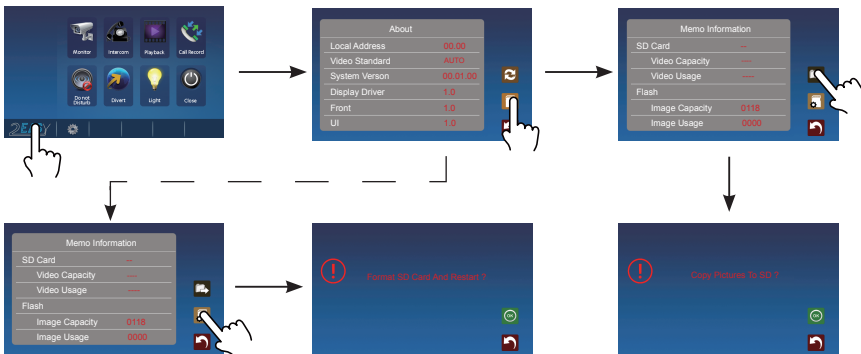 Monitor Intercom Playback Call Record
Do not Disturb Divert Light Close
2EASY
About
Local Address 00.00
Video Standard AUTO
System Verson 00.01.00
Display Driver 1.0
Front 1.0
UI 1.0
Memo Information
SD Card --
Video Capacity ----
Video Usage ----
Flash
Image Capacity 0118
Image Usage 0000
Memo Information
SD Card --
Video Capacity ----
Video Usage ----
Flash
Image Capacity 0118
Image Usage 0000
Format SD Card And Restart ?
OK
Copy Pictures To SD ?
OK